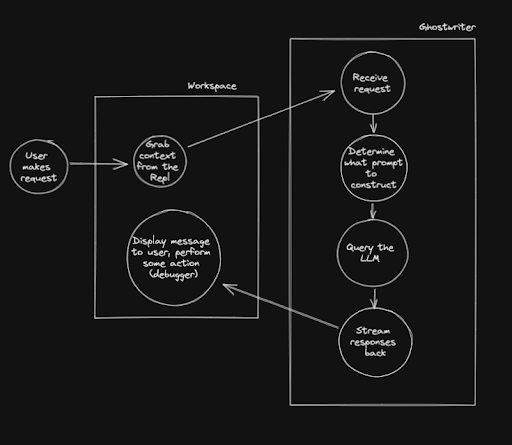 Ghostwriter
Workspace
User
makes
request
Grab
context
from the
Repl
Display message
to user, perform
some action
(debugger)
Receive
request
Determine
what prompt
to
construct
Query the
LLM
Stream
responses
back